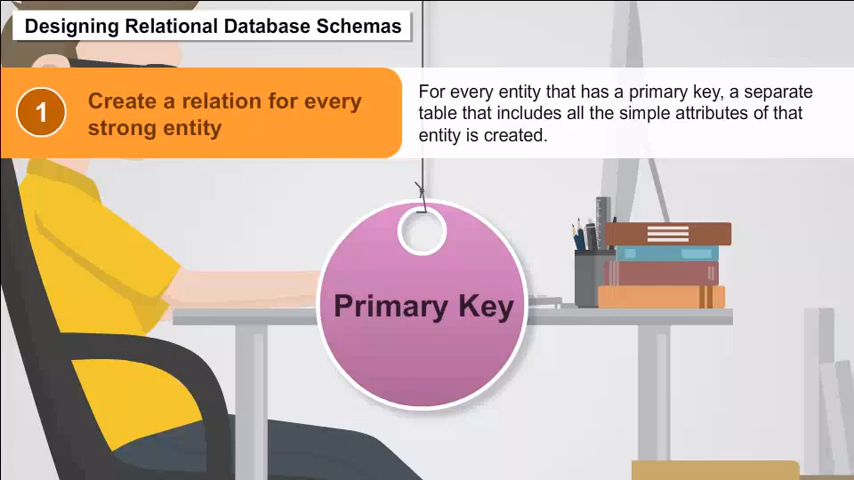 Designing Relational Database Schemas
1
Create a relation for every
strong entity
For every entity that has a primary key, a separate
table that includes all the simple attributes of that
entity is created.
Primary Key